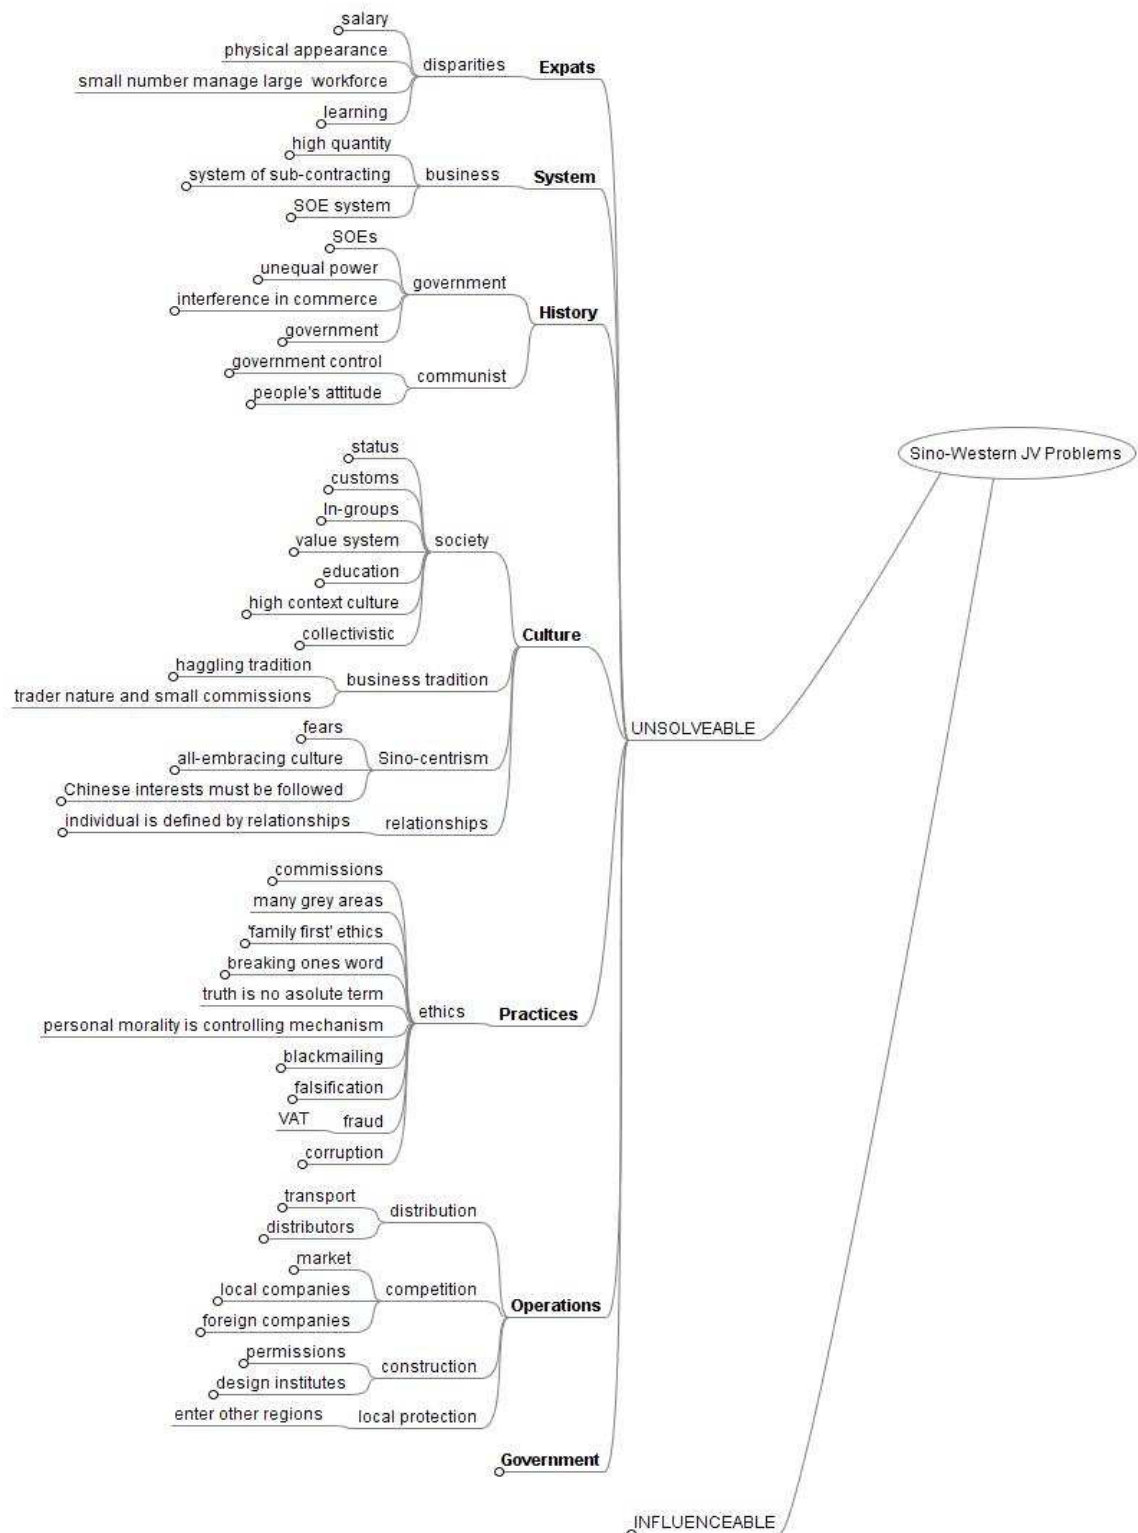 salary
physical appearance
small number manage large workforce
learning
disparities
Expats
high quantity
system of sub-contracting
SOE system
business
System
SOEs
unequal power
interference in commerce
government
government
government control
people's attitude
communist
History
status
customs
In-groups
value system
education
high context culture
collectivistic
society
haggling tradition
trader nature and small commissions
business tradition
fears
all-embracing culture
Chinese interests must be followed
Sino-centrism
individual is defined by relationships
relationships
Culture
commissions
many grey areas
'family first' ethics
breaking ones word
truth is no asolute term
personal morality is controlling mechanism
blackmailing
falsification
VAT
fraud
corruption
ethics
Practices
transport
distributors
distribution
market
local companies
foreign companies
competition
permissions
design institutes
construction
enter other regions
local protection
Operations
Government
UNSOLVEABLE
INFLUENCEABLE
Sino-Western JV Problems